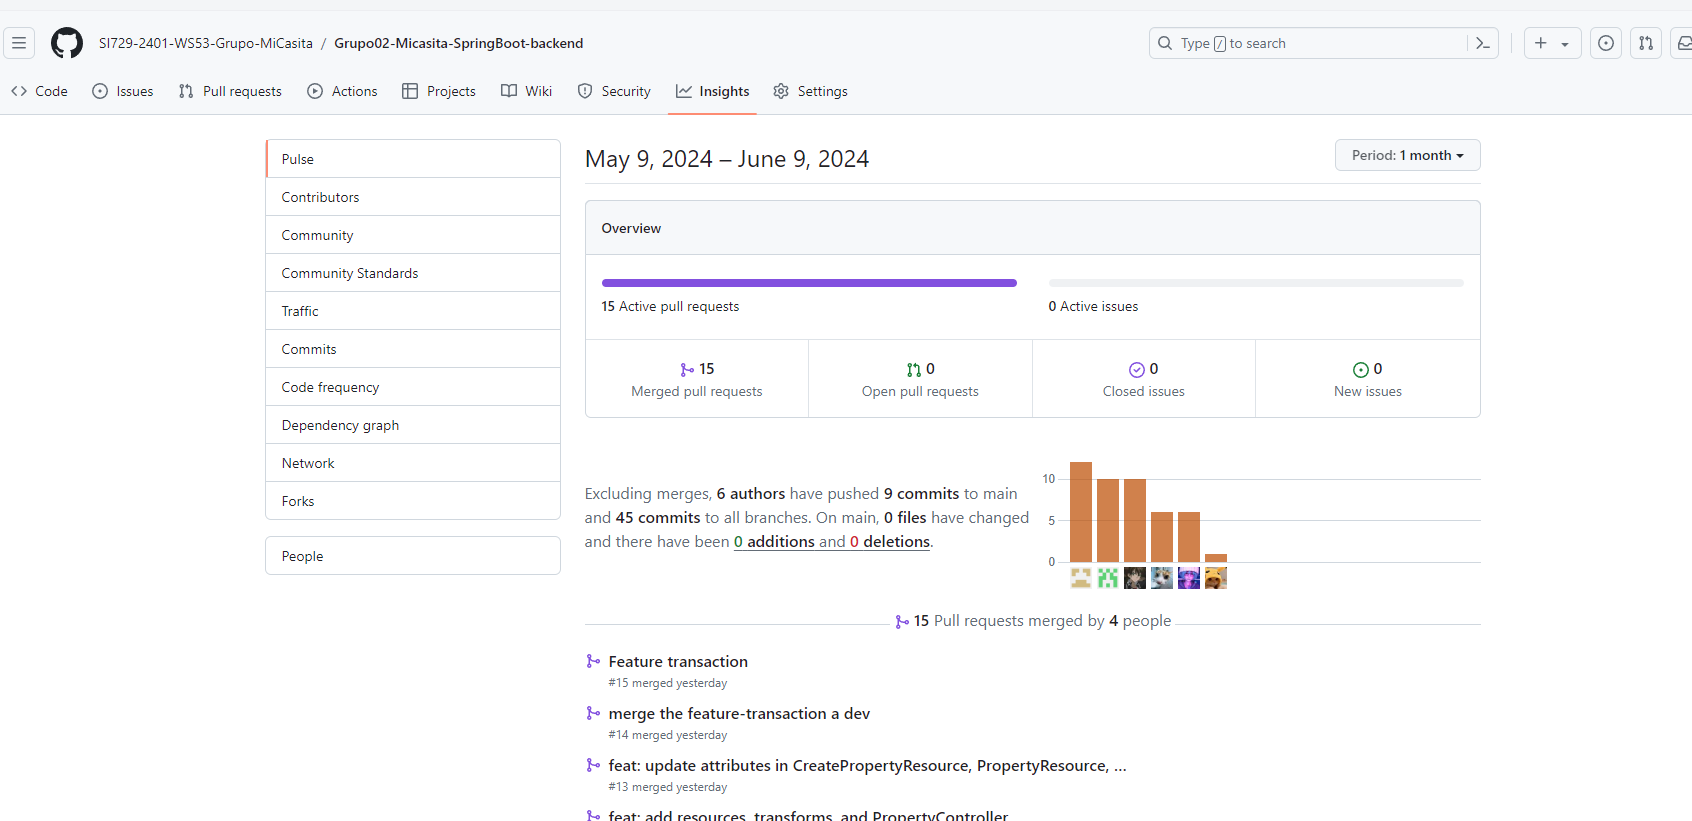 SI729-2401-WS53-Grupo-MiCasita / Grupo02-Micasita-SpringBoot-backend
Type / to search
Code Issues Pull requests Actions Projects Wiki Security Insights Settings
Pulse
Contributors
Community
Community Standards
Traffic
Commits
Code frequency
Dependency graph
Network
Forks
People
May 9, 2024 – June 9, 2024
Period: 1 month
Overview
15 Active pull requests
0 Active issues
15
Merged pull requests
0
Open pull requests
0
Closed issues
0
New issues
Excluding merges, 6 authors have pushed 9 commits to main
and 45 commits to all branches. On main, 0 files have changed
and there have been 0 additions and 0 deletions.
10
5
0
15 Pull requests merged by 4 people
Feature transaction
#15 merged yesterday
merge the feature-transaction a dev
#14 merged yesterday
feat: update attributes in CreatePropertyResource, PropertyResource, ...
#13 merged yesterday
feat: add resources, transforms, and PropertyController